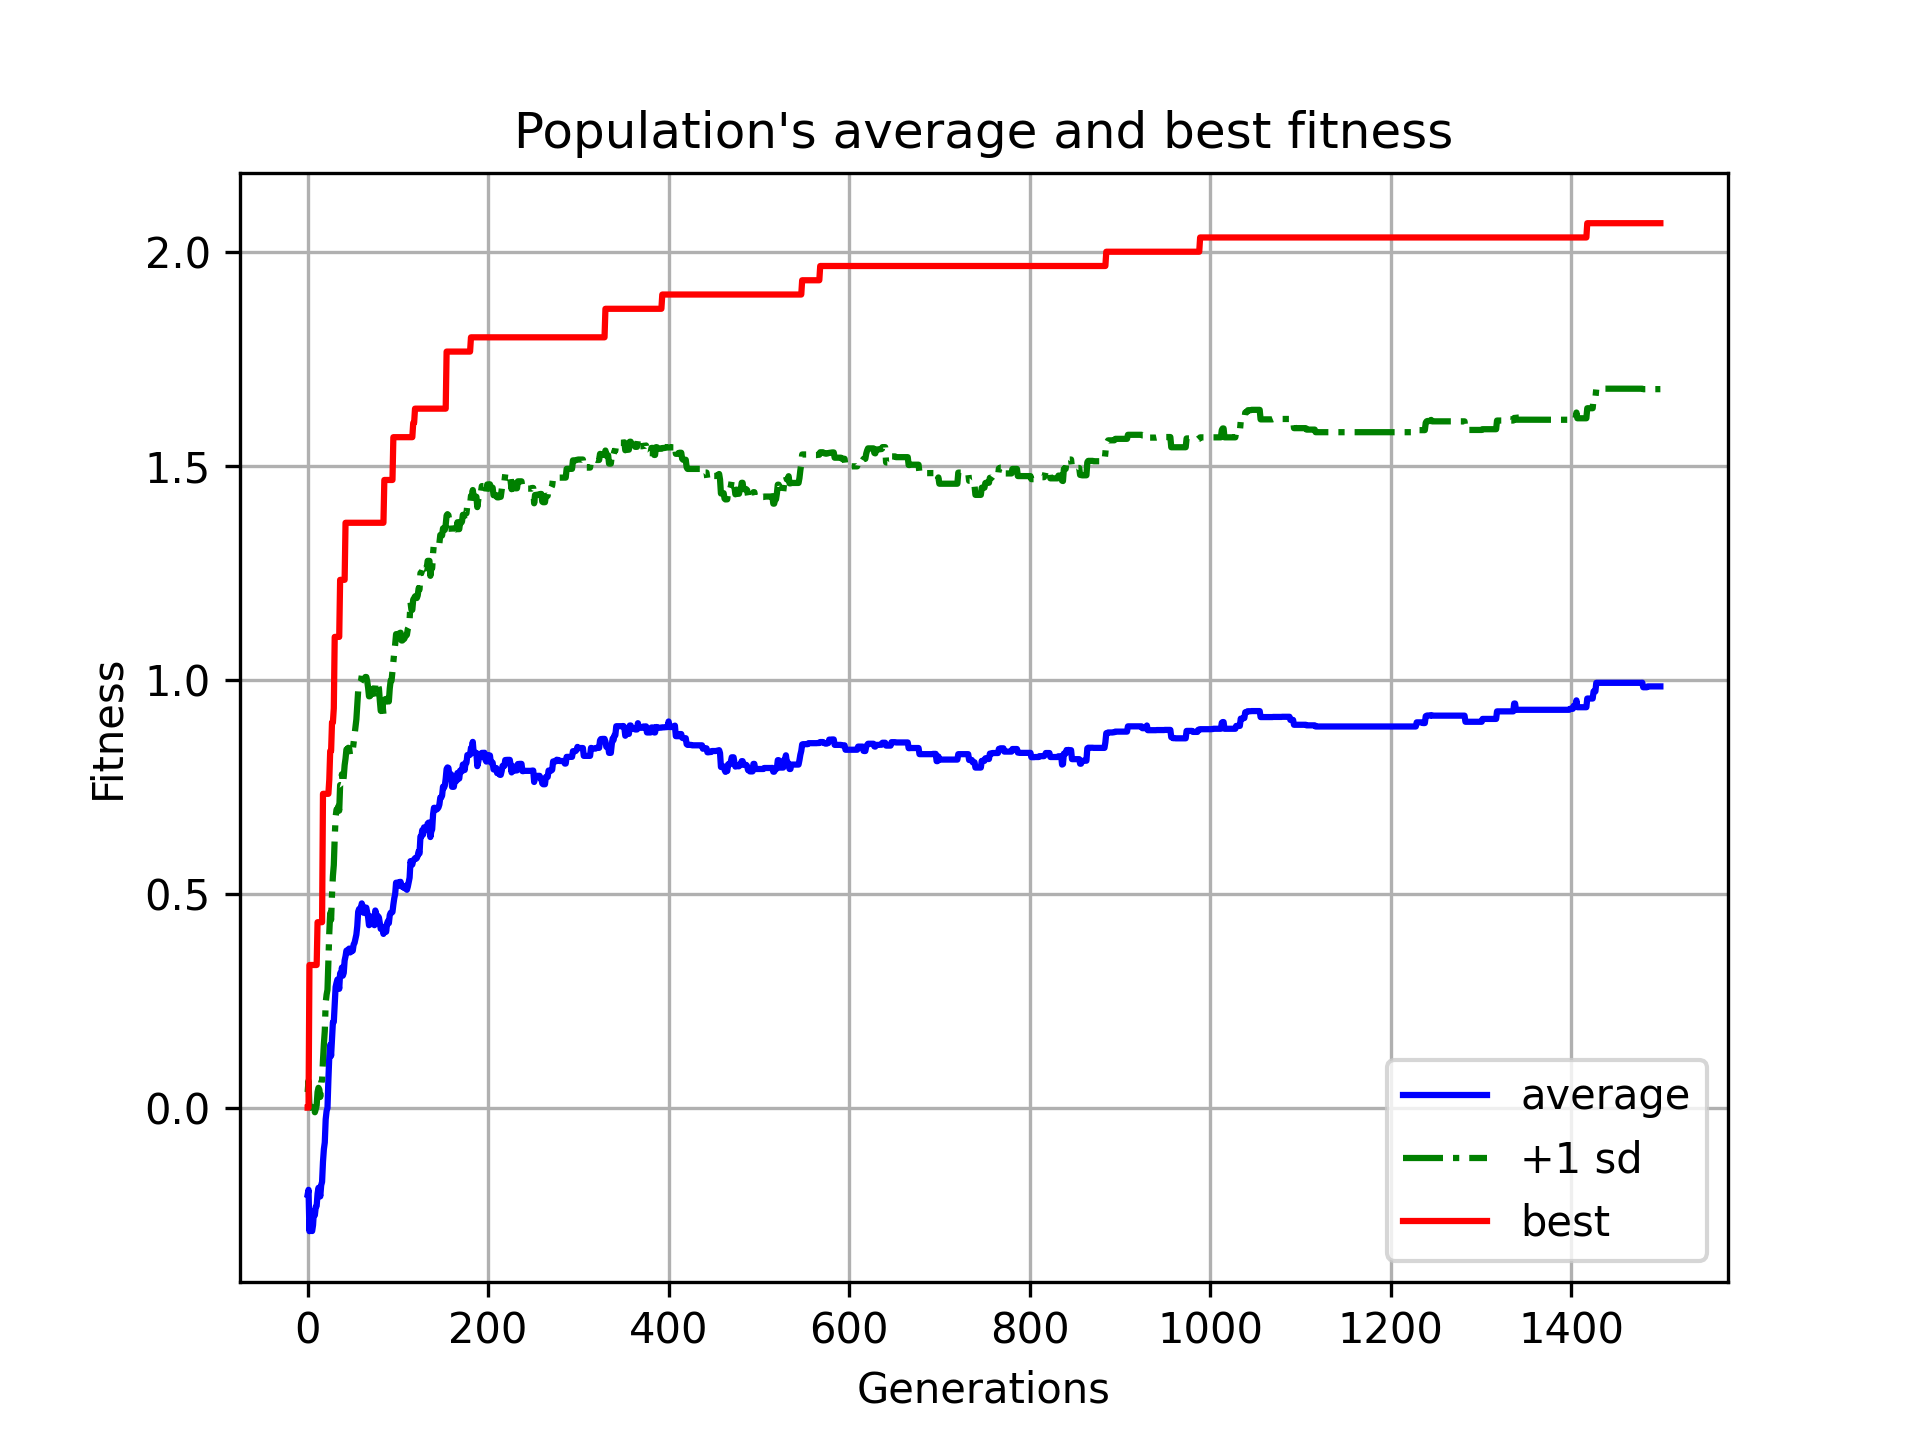 Population's average and best fitness
Fitness
2.0
1.5
1.0
0.5
0.0
0 200 400 600 800 1000 1200 1400
Generations
average
+1 sd
best